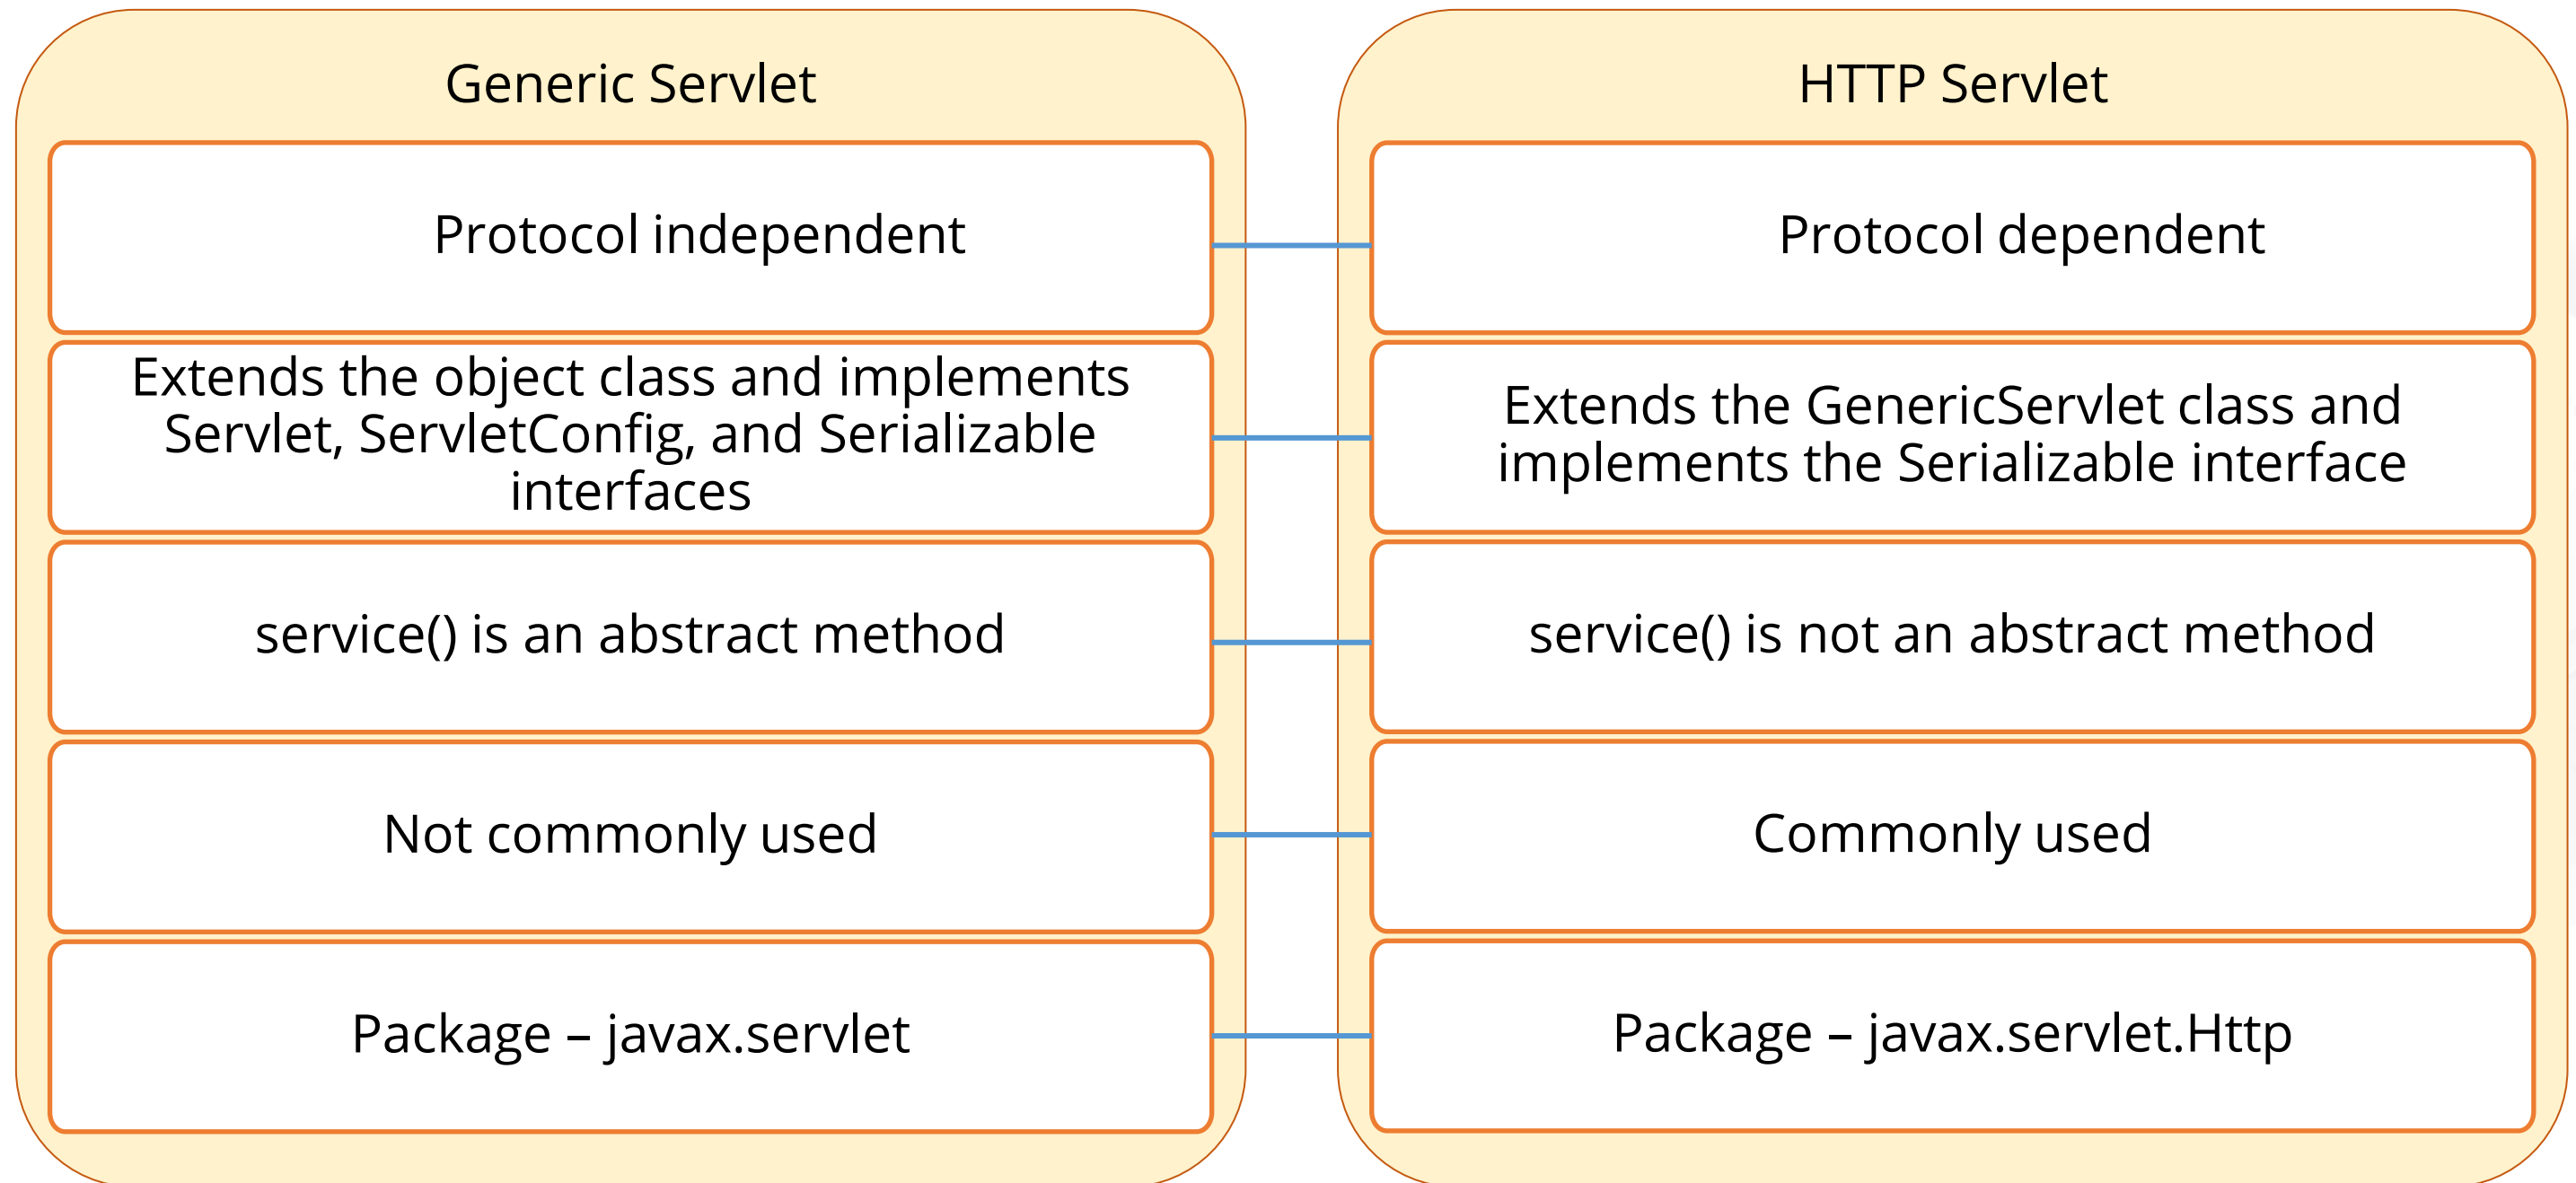 Generic Servlet
Protocol independent
Extends the object class and implements
Servlet, ServletConfig, and Serializable
interfaces
service() is an abstract method
Not commonly used
Package – javax.servlet
HTTP Servlet
Protocol dependent
Extends the GenericServlet class and
implements the Serializable interface
service() is not an abstract method
Commonly used
Package – javax.servlet.Http